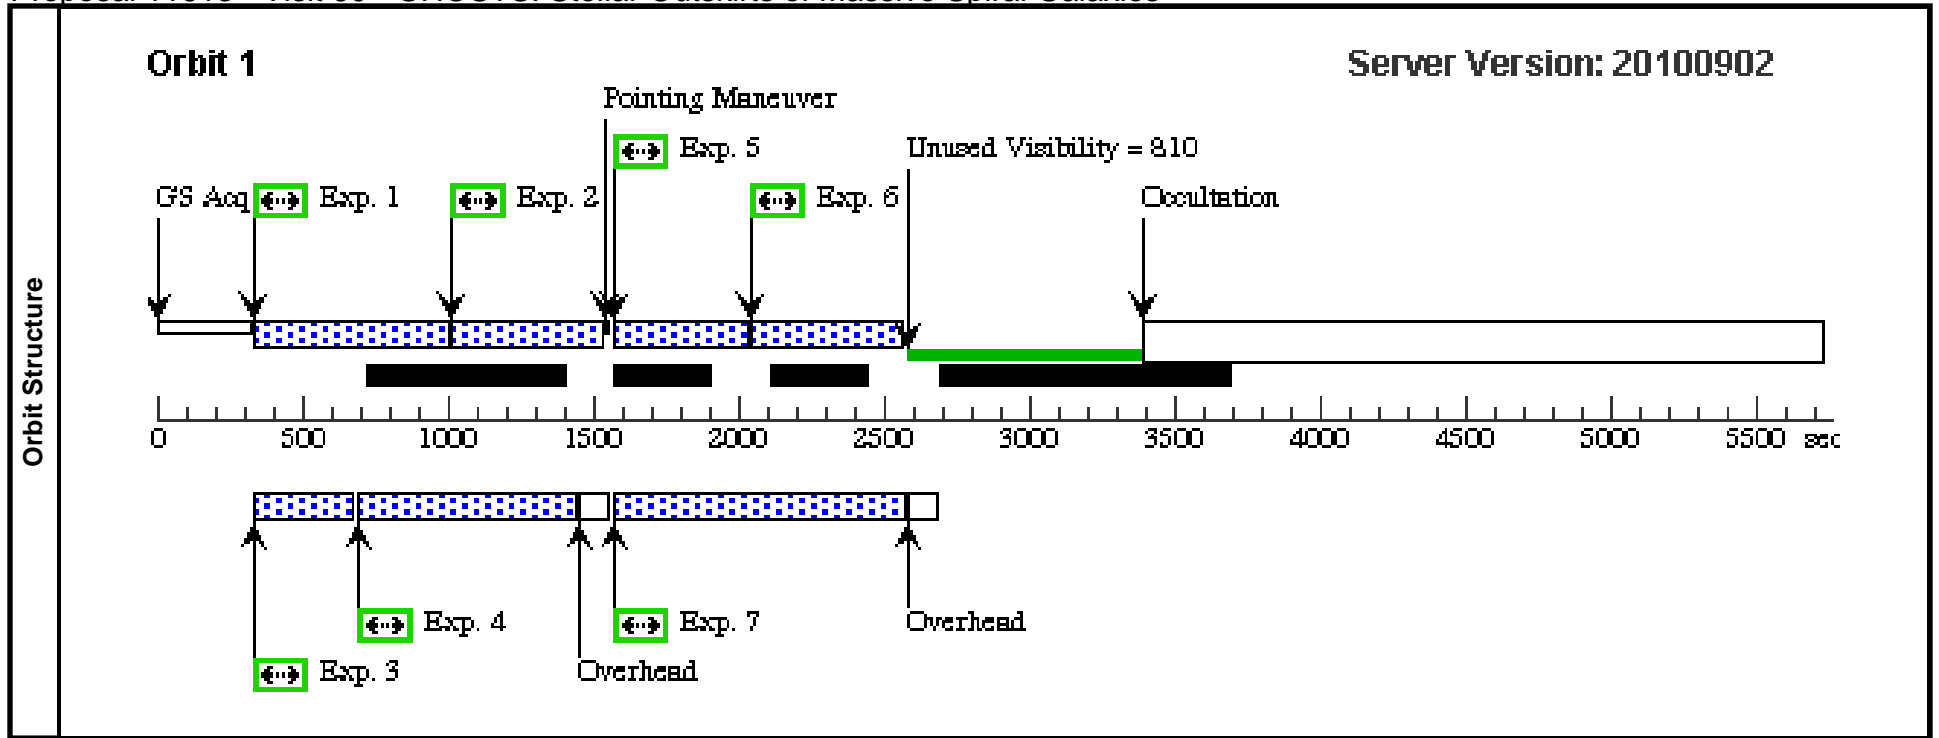 Orbit 1
Server Version: 20100902
Pointing Maneuver
Exp. 5
Unused Visibility = 810
GS Acq
Exp. 1
Exp. 2
Exp. 6
Occultation
Orbit Structure
0 500 1000 1500 2000 2500 3000 3500 4000 4500 5000 5500 sec
Exp. 4
Exp. 7
Overhead
Exp. 3
Overhead